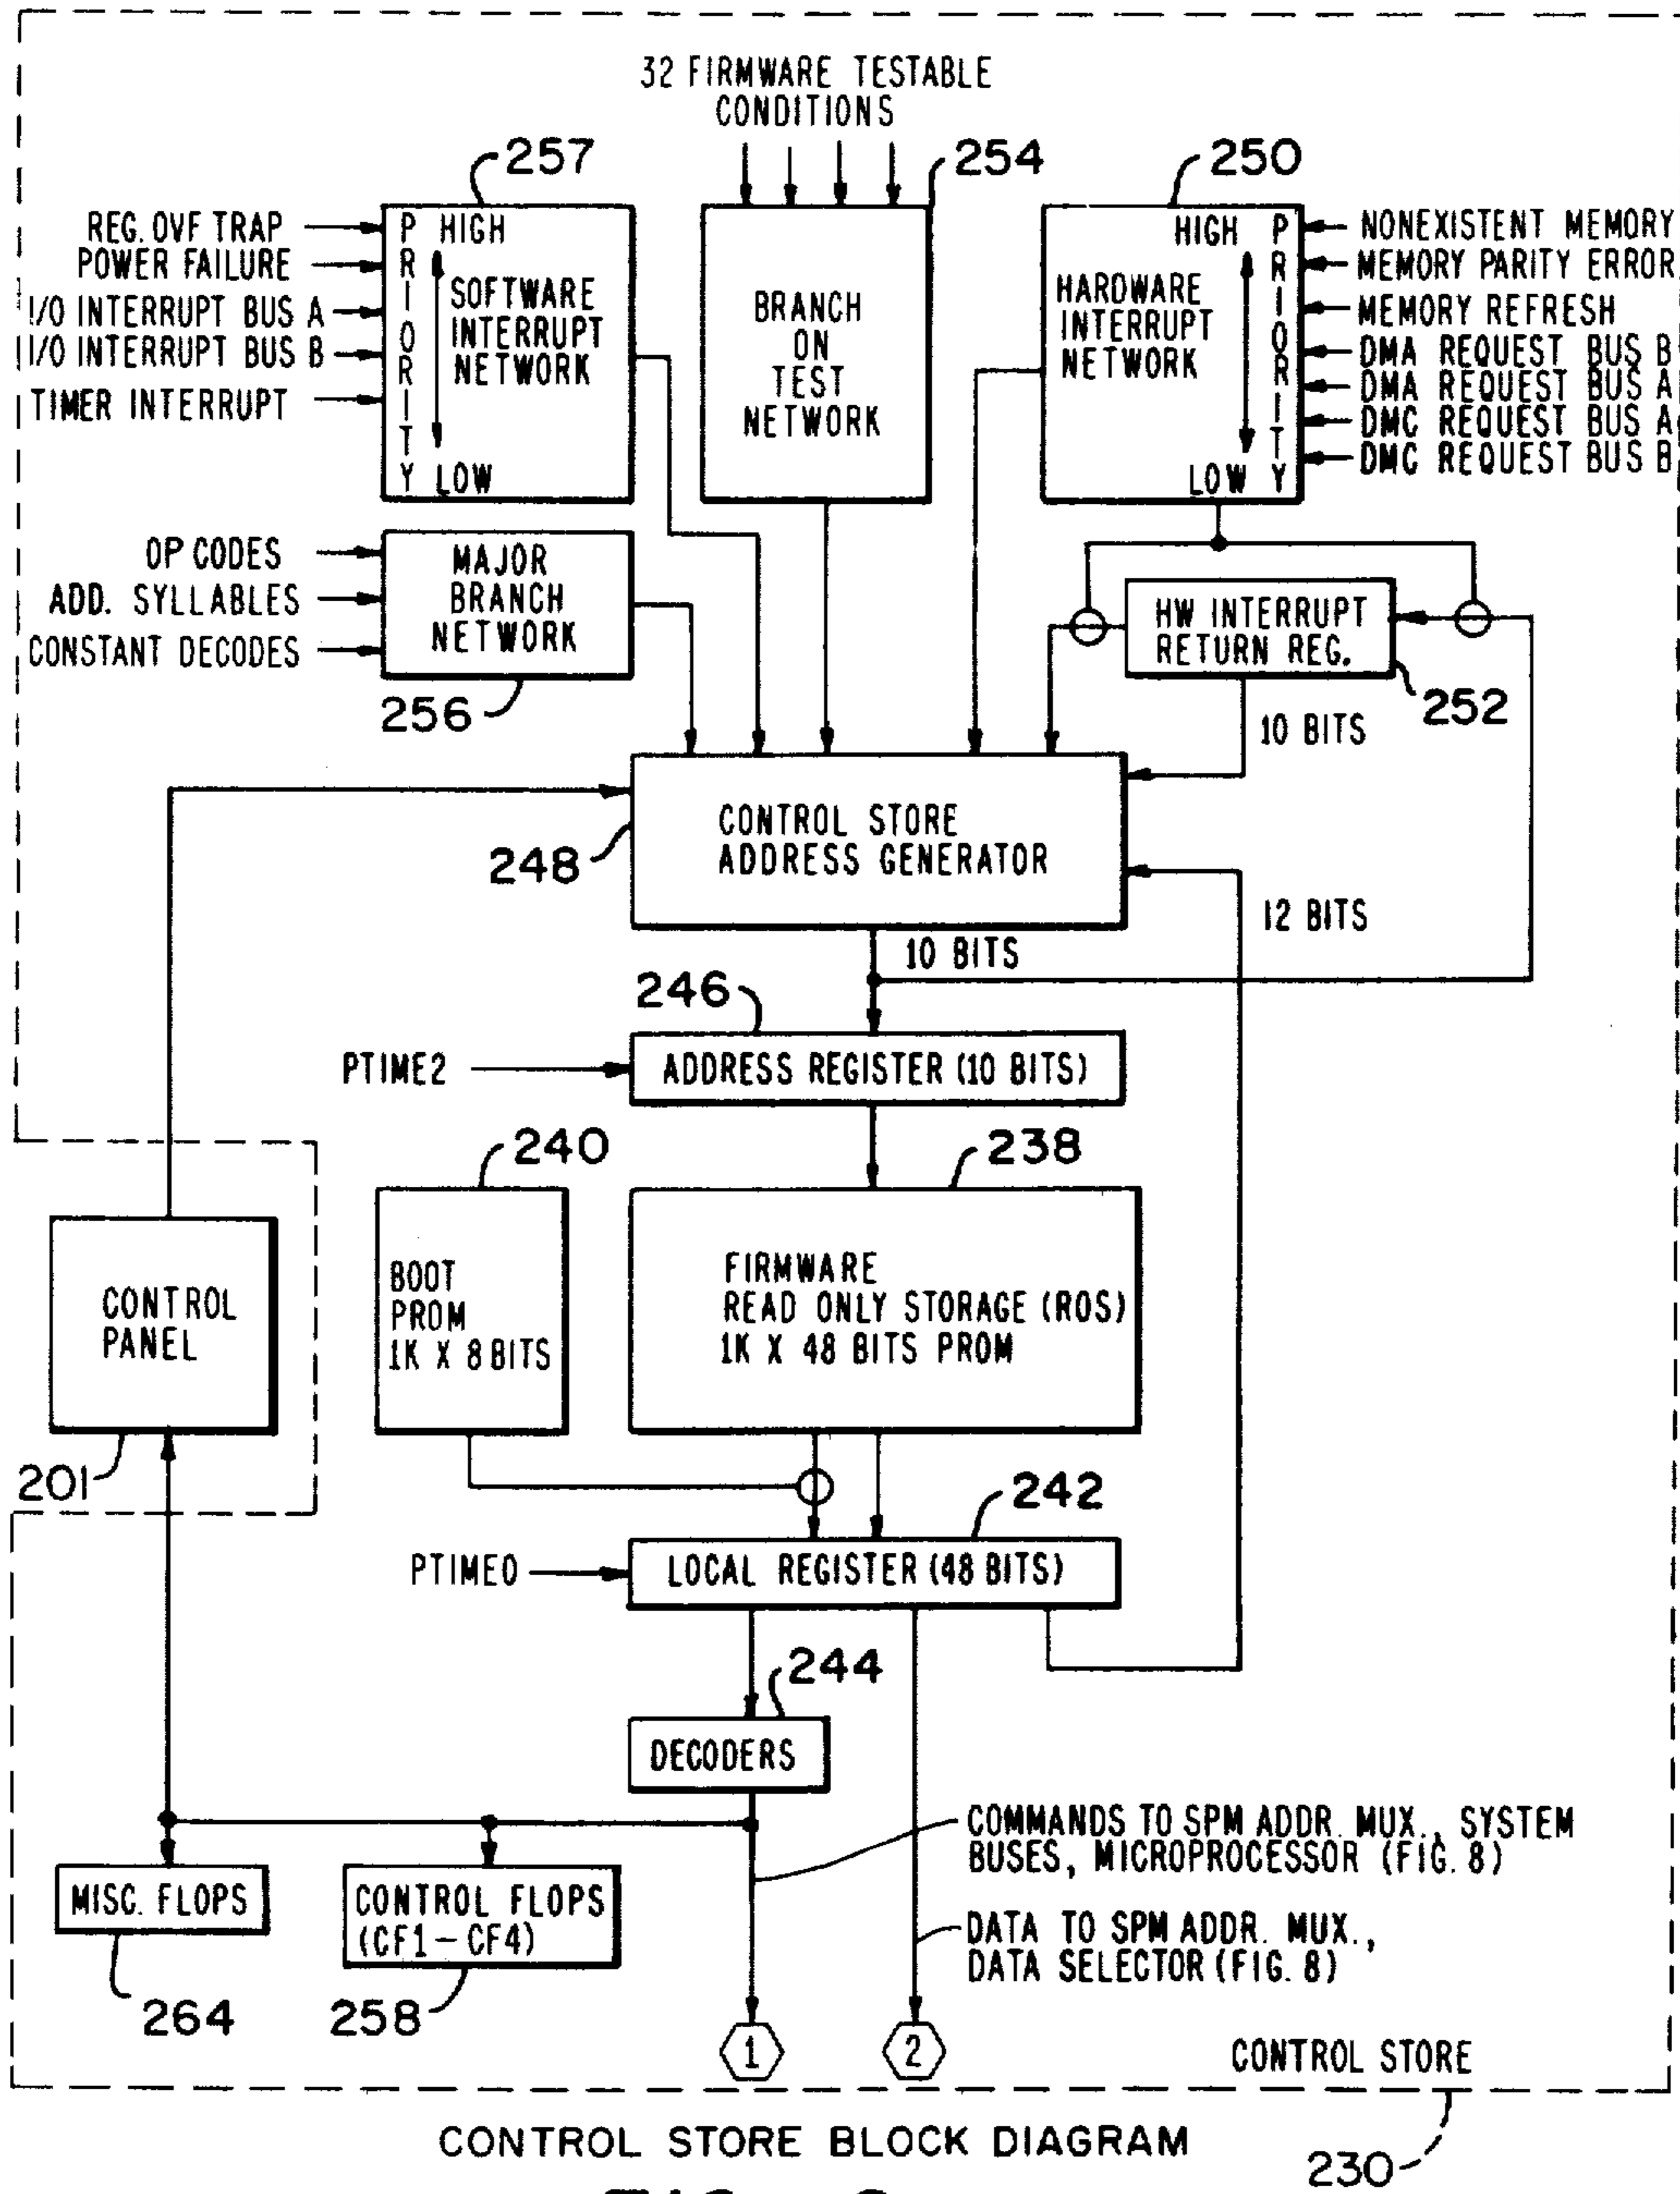 32 FIRMWARE TESTABLE
CONDITIONS
257
254
250
REG. OVF TRAP
POWER FAILURE
I/O INTERRUPT BUS A
I/O INTERRUPT BUS B
TIMER INTERRUPT
PRIORITY
HIGH
SOFTWARE
INTERRUPT
NETWORK
LOW
BRANCH
ON
TEST
NETWORK
HIGH
HARDWARE
INTERRUPT
NETWORK
LOW
PRIORITY
NONEXISTENT MEMORY
MEMORY PARITY ERROR
MEMORY REFRESH
DMA REQUEST BUS B
DMA REQUEST BUS A
DMC REQUEST BUS A
DMC REQUEST BUS B
OP CODES
ADD. SYLLABLES
CONSTANT DECODES
MAJOR
BRANCH
NETWORK
256
HW INTERRUPT
RETURN REG.
252
10 BITS
CONTROL STORE
ADDRESS GENERATOR
248
12 BITS
10 BITS
246
PTIME2
ADDRESS REGISTER (10 BITS)
240
238
BOOT
PROM
1K X 8 BITS
FIRMWARE
READ ONLY STORAGE (ROS)
1K X 48 BITS PROM
CONTROL
PANEL
201
242
PTIME0
LOCAL REGISTER (48 BITS)
244
DECODERS
COMMANDS TO SPM ADDR. MUX., SYSTEM
BUSES, MICROPROCESSOR (FIG. 8)
MISC. FLOPS
CONTROL FLOPS
(CF1-CF4)
DATA TO SPM ADDR. MUX.,
DATA SELECTOR (FIG. 8)
264
258
1
2
CONTROL STORE
CONTROL STORE BLOCK DIAGRAM
230